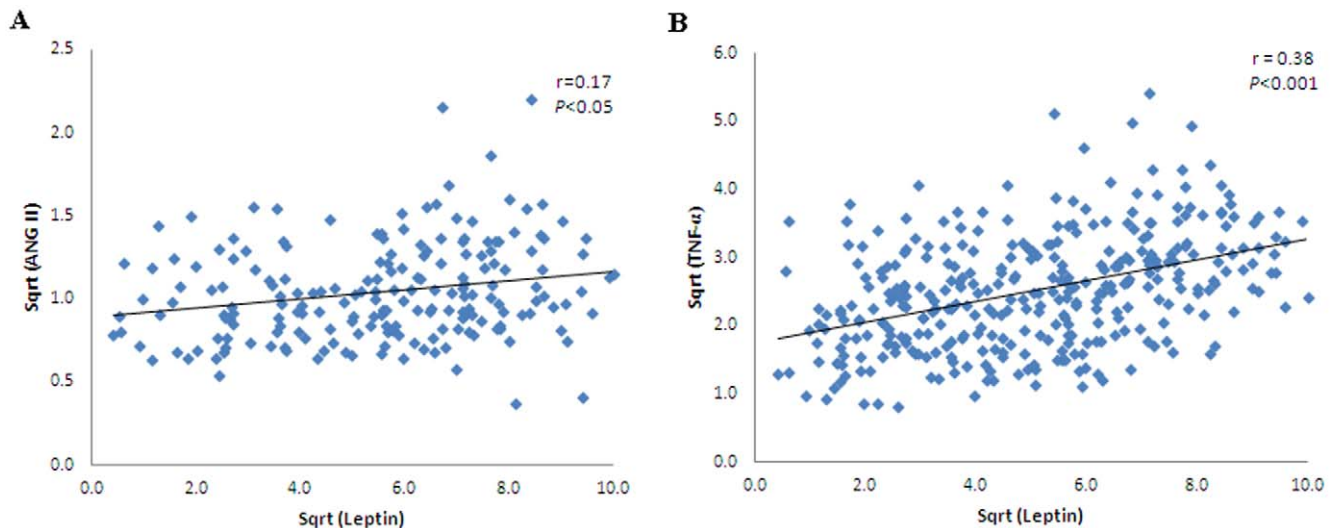 A
2.5
2.0
1.5
1.0
0.5
0.0
Sqrt (ANG II)
r=0.17
P<0.05
0.0 2.0 4.0 6.0 8.0 10.0
Sqrt (Leptin)
B
6.0
5.0
4.0
3.0
2.0
1.0
0.0
Sqrt (TNF-α)
r = 0.38
P<0.001
0.0 2.0 4.0 6.0 8.0 10.0
Sqrt (Leptin)